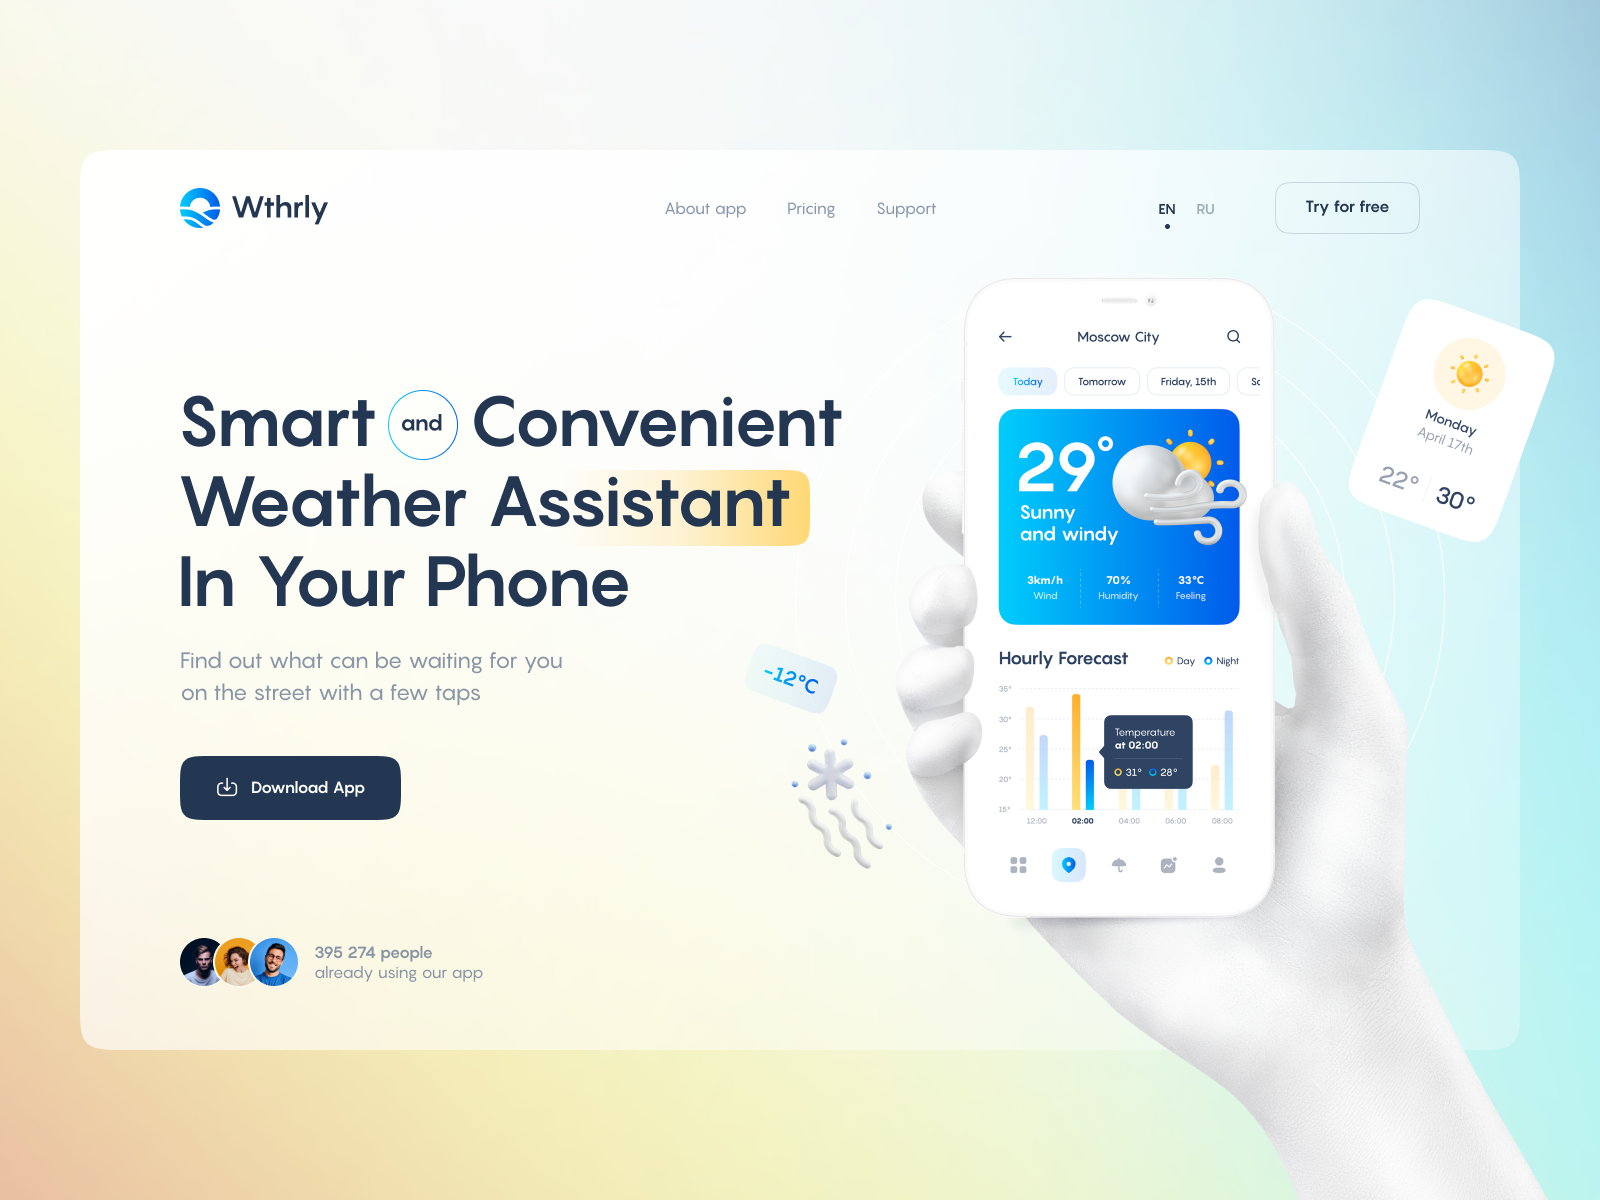 Wthrly
About app
Pricing
Support
EN
RU
Try for free
Smart and Convenient
Weather Assistant
In Your Phone
Find out what can be waiting for you
on the street with a few taps
Download App
395 274 people
already using our app
-12°C
Moscow City
Today
Tomorrow
Friday, 15th
29°
Sunny
and windy
3km/h
Wind
70%
Humidity
33°C
Feeling
Hourly Forecast
Day
Night
35°
30°
25°
20°
15°
Temperature
at 02:00
31°
28°
12:00
02:00
04:00
06:00
08:00
Monday
April 17th
22°
30°